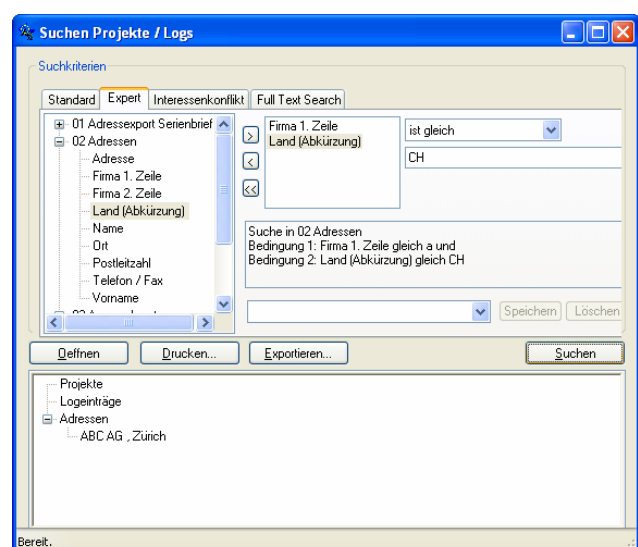 Suchen Projekte / Logs
Suchkriterien
Standard Expert Interessenkonflikt Full Text Search
01 Adressexport Serienbrief
02 Adressen
Adresse
Firma 1. Zeile
Firma 2. Zeile
Land (Abkürzung)
Name
Ort
Postleitzahl
Telefon / Fax
Vorname
>
<
<<
Firma 1. Zeile
Land (Abkürzung)
ist gleich
CH
Suche in 02 Adressen
Bedingung 1: Firma 1. Zeile gleich a und
Bedingung 2: Land (Abkürzung) gleich CH
Speichern Löschen
Oeffnen Drucken... Exportieren... Suchen
Projekte
Logeinträge
Adressen
ABC AG , Zürich
Bereit.